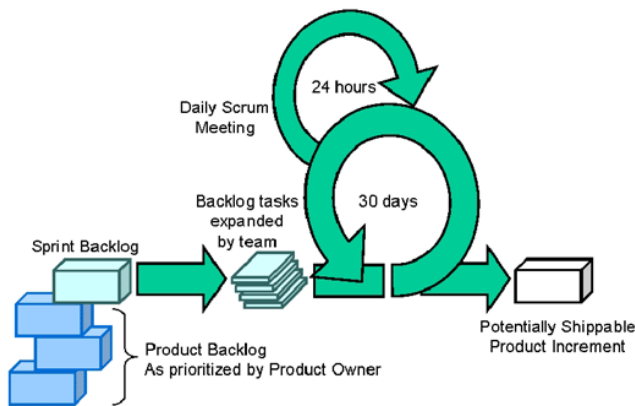 24 hours
Daily Scrum
Meeting
Backlog tasks
expanded
by team
30 days
Sprint Backlog
Product Backlog
As prioritized by Product Owner
Potentially Shippable
Product Increment